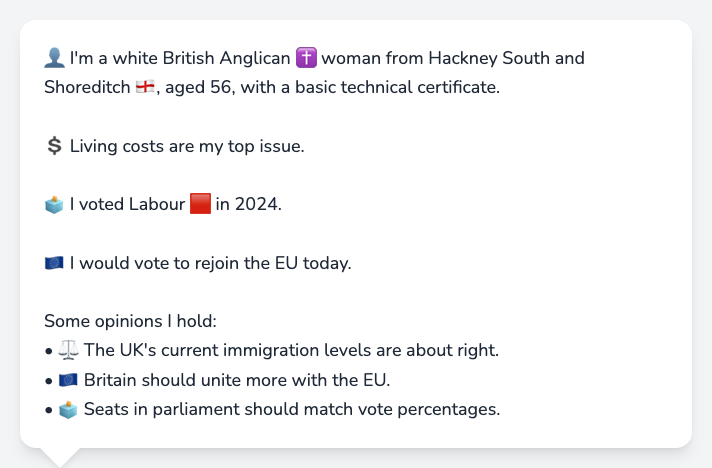 👤 I'm a white British Anglican ✝️ woman from Hackney South and
Shoreditch 🏴󠁧󠁢󠁥󠁮󠁧󠁿, aged 56, with a basic technical certificate.
💲 Living costs are my top issue.
🗳️ I voted Labour 🟥 in 2024.
🇪🇺 I would vote to rejoin the EU today.
Some opinions I hold:
• ⚖️ The UK's current immigration levels are about right.
• 🇪🇺 Britain should unite more with the EU.
• 🗳️ Seats in parliament should match vote percentages.